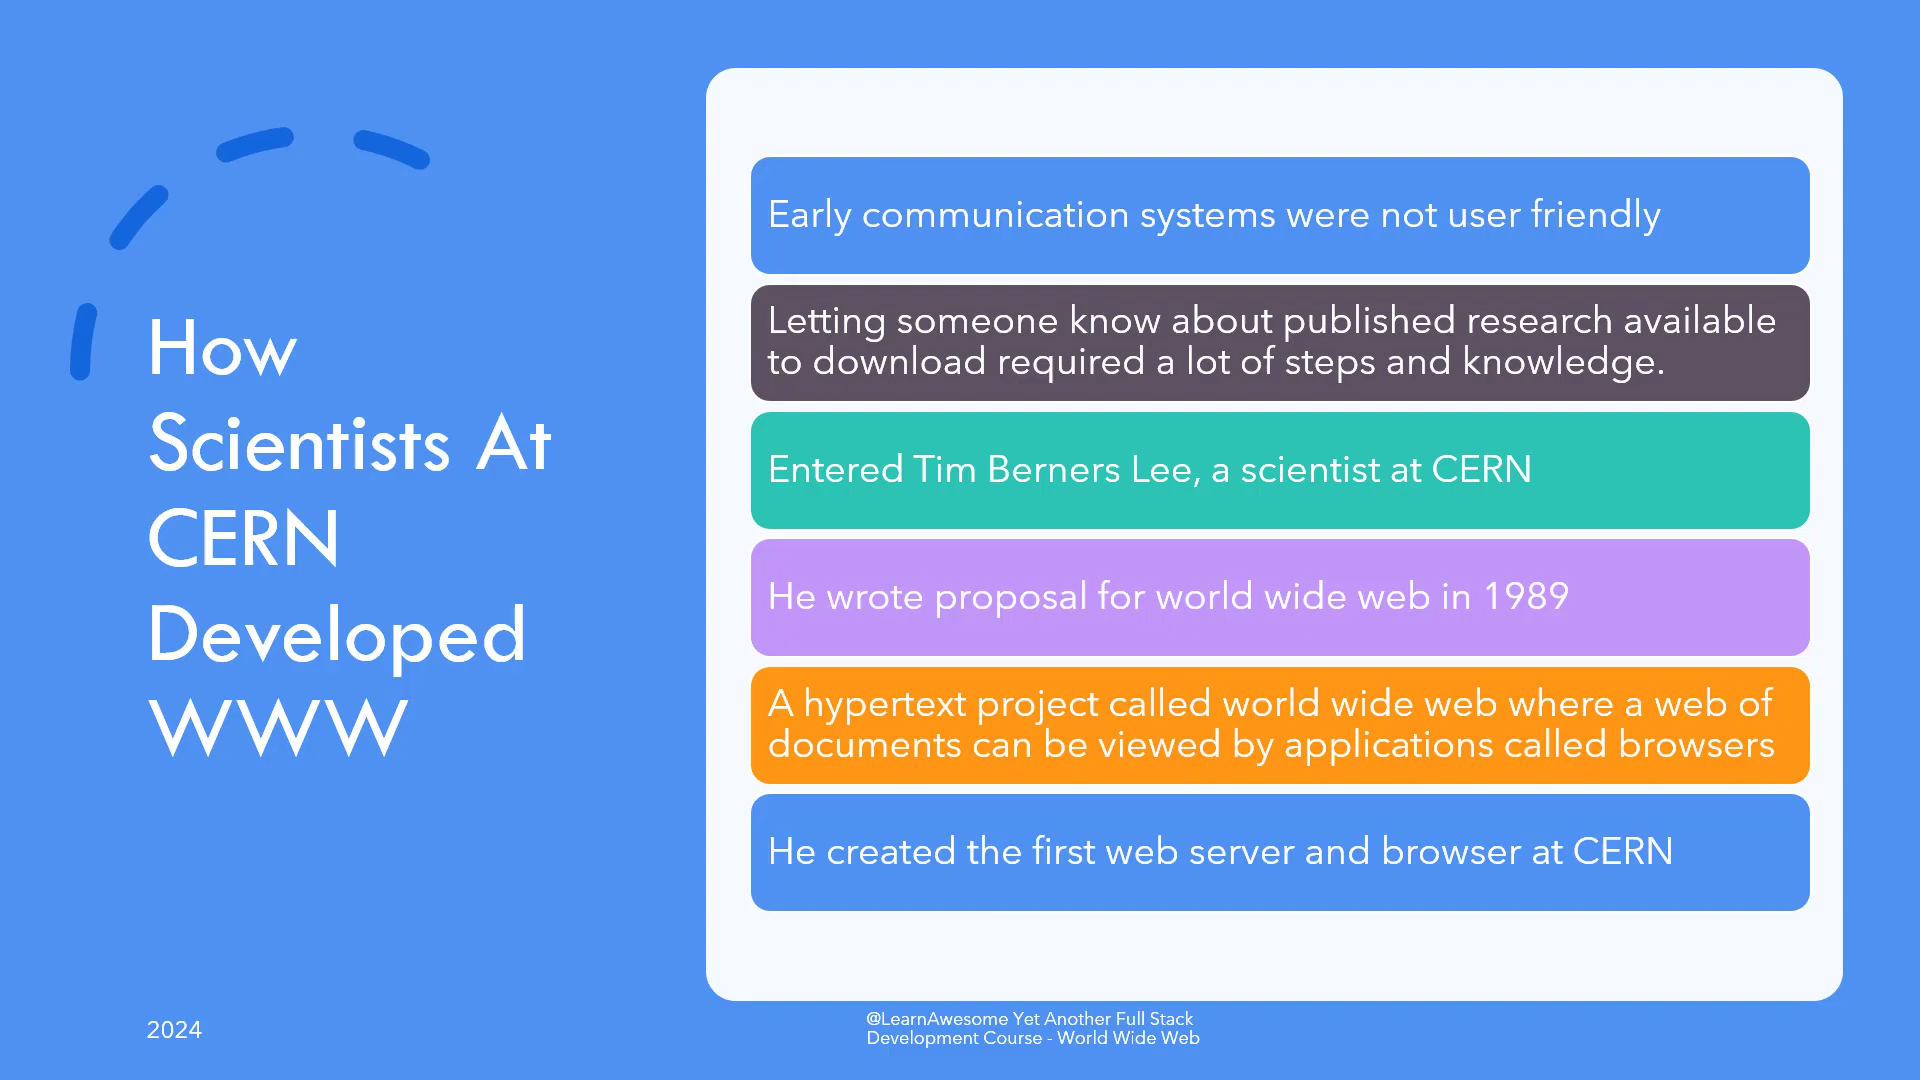 How
Scientists At
CERN
Developed
WWW
Early communication systems were not user friendly
Letting someone know about published research available
to download required a lot of steps and knowledge.
Entered Tim Berners Lee, a scientist at CERN
He wrote proposal for world wide web in 1989
A hypertext project called world wide web where a web of
documents can be viewed by applications called browsers
He created the first web server and browser at CERN
2024
@LearnAwesome Yet Another Full Stack
Development Course - World Wide Web